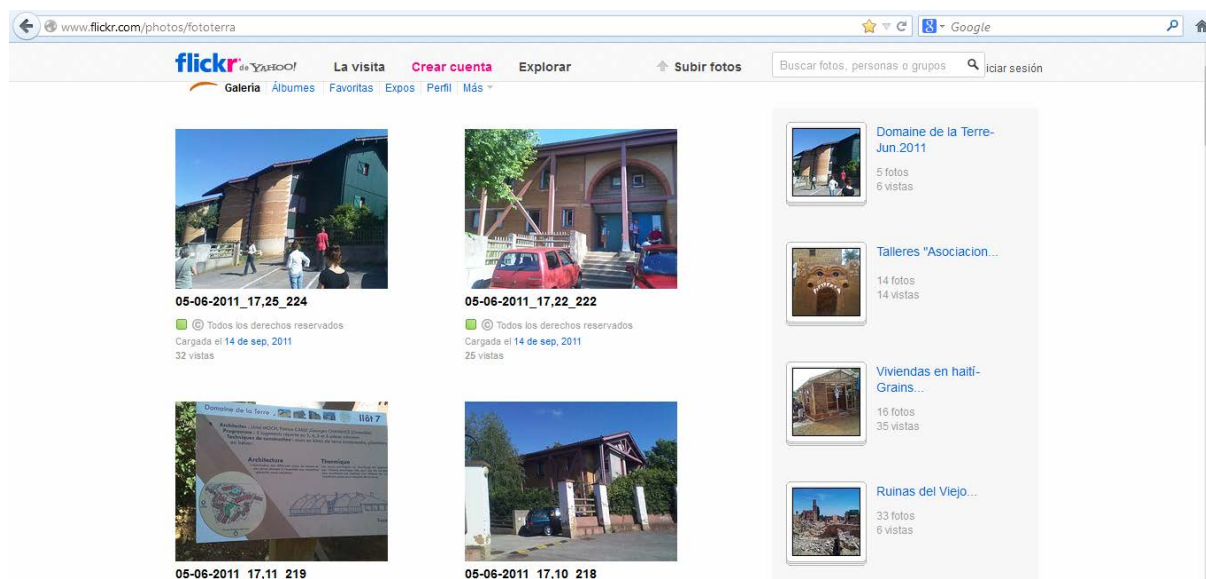 www.flickr.com/photos/fototerra
Google
flickr de YAHOO!
La visita
Crear cuenta
Explorar
Subir fotos
Buscar fotos, personas o grupos
iciar sesión
Galería
Álbumes
Favoritas
Expos
Perfil
Más
05-06-2011_17,25_224
© Todos los derechos reservados
Cargada el 14 de sep, 2011
32 vistas
05-06-2011_17,22_222
© Todos los derechos reservados
Cargada el 14 de sep, 2011
25 vistas
Domaine de la Terre
Ilôt 7
Architecture
Thermique
05-06-2011_17,11_219
05-06-2011_17,10_218
Domaine de la Terre-
Jun.2011
5 fotos
6 vistas
Talleres "Asociacion...
14 fotos
14 vistas
Viviendas en haití-
Grains...
16 fotos
35 vistas
Ruinas del Viejo...
33 fotos
6 vistas